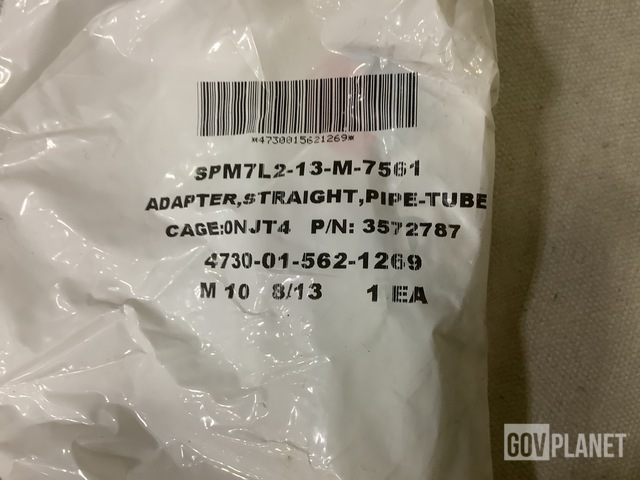 *4730015621269*
SPM7L2-13-M-7561
ADAPTER,STRAIGHT,PIPE-TUBE
CAGE:0NJT4 P/N: 3572787
4730-01-562-1269
M 10 8/13 1 EA
GOVPLANET